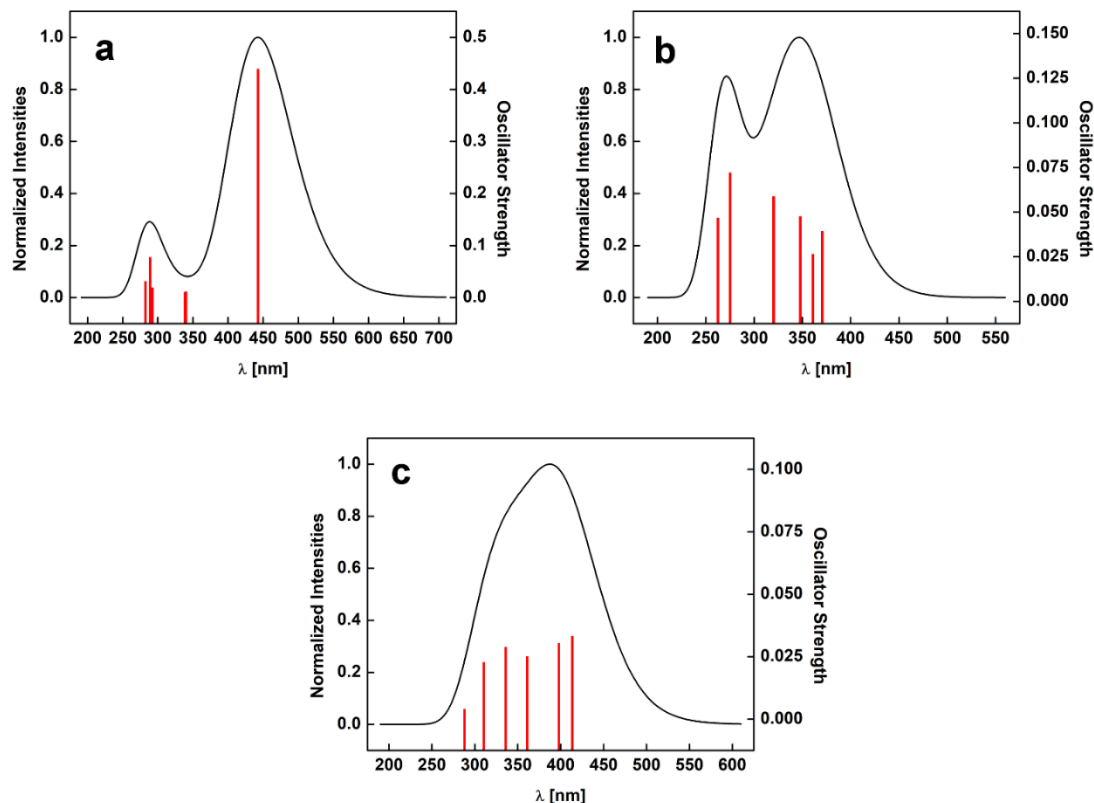 a
Normalized Intensities
1.0
0.8
0.6
0.4
0.2
0.0
0.5
0.4
0.3
0.2
0.1
0.0
Oscillator Strength
200 250 300 350 400 450 500 550 600 650 700
λ [nm]
b
Normalized Intensities
1.0
0.8
0.6
0.4
0.2
0.0
0.150
0.125
0.100
0.075
0.050
0.025
0.000
Oscillator Strength
200 250 300 350 400 450 500 550
λ [nm]
c
Normalized Intensities
1.0
0.8
0.6
0.4
0.2
0.0
0.100
0.075
0.050
0.025
0.000
Oscillator Strength
200 250 300 350 400 450 500 550 600
λ [nm]